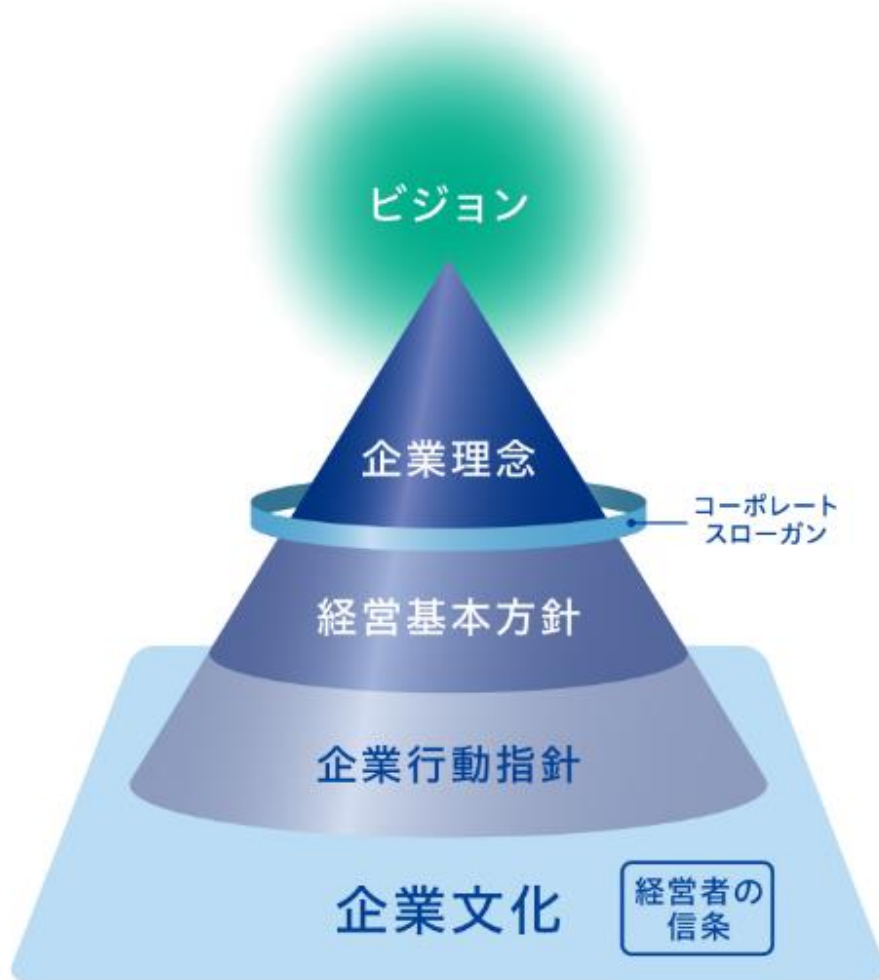 ビジョン
企業理念
コーポレート
スローガン
経営基本方針
企業行動指針
企業文化
経営者の
信条